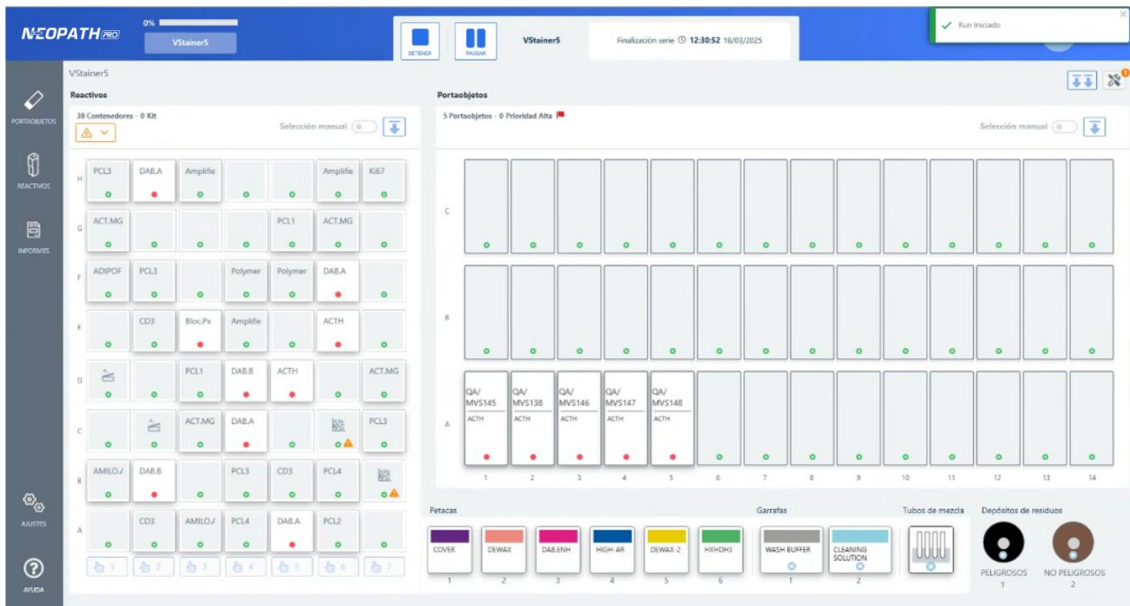 NEOPATH PRO
0%
VStainer5
DETENER
PAUSAR
VStainer5
Finalización serie 12:30:52 18/03/2025
Run Iniciado
VStainer5
Reactivos
38 Contenedores - 0 Kit
Selección manual
PORTAOBJETOS
REACTIVOS
INFORMES
AJUSTES
AYUDA
H PCL3 DAB.A Amplifie Amplifie Ki67
G ACT.MG PCL1 ACT.MG
F ADIPOF PCL3 Polymer Polymer DAB.A
E CD3 Bloc.Px Amplifie ACTH
D PCL1 DAB.B ACTH ACT.MG
C ACT.MG DAB.A PCL3
B AMILO./ DAB.B PCL3 CD3 PCL4
A CD3 AMILO./ PCL4 DAB.A PCL2
1 2 3 4 5 6 7
Portaobjetos
5 Portaobjetos - 0 Prioridad Alta
Selección manual
C
B
A
QA/ QA/ QA/ QA/ QA/
MVS145 MVS138 MVS146 MVS147 MVS148
ACTH ACTH ACTH ACTH ACTH
1 2 3 4 5 6 7 8 9 10 11 12 13 14
Petacas
COVER DEWAX DAB.ENH HIGH-AR DEWAX-2 HXHDH3
1 2 3 4 5 6
Garrafas
WASH BUFFER
CLEANING
SOLUTION
1 2
Tubos de mezcla
Depósitos de residuos
PELIGROSOS
1
NO PELIGROSOS
2